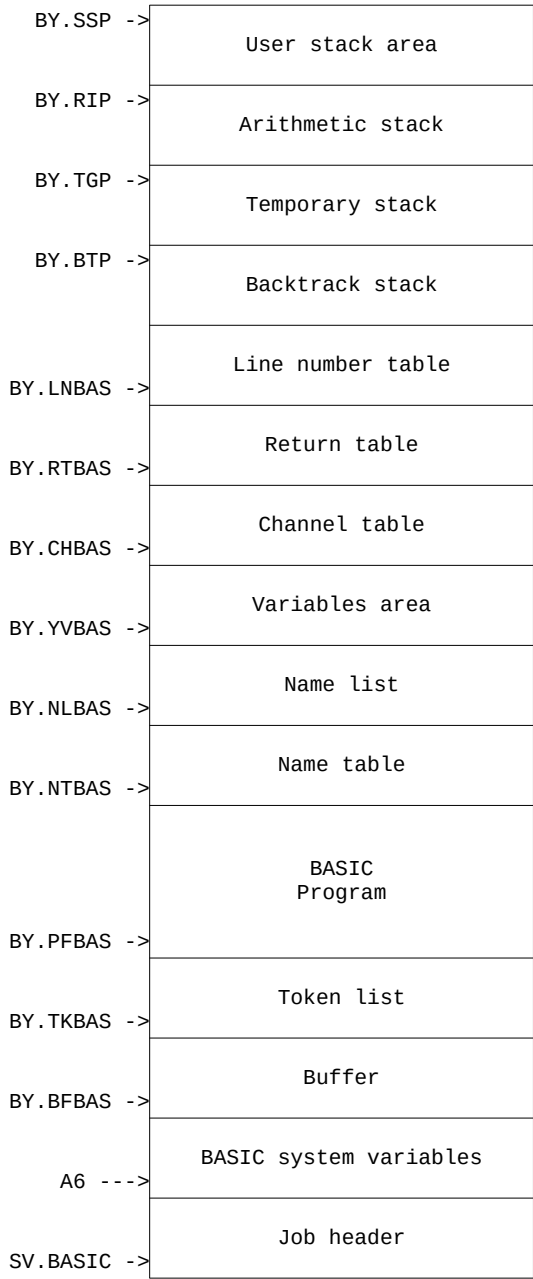 BY.SSP ->
User stack area
BY.RIP ->
Arithmetic stack
BY.TGP ->
Temporary stack
BY.BTP ->
Backtrack stack
Line number table
BY.LNBAS ->
Return table
BY.RTBAS ->
Channel table
BY.CHBAS ->
Variables area
BY.YVBAS ->
Name list
BY.NLBAS ->
Name table
BY.NTBAS ->
BASIC
Program
BY.PFBAS ->
Token list
BY.TKBAS ->
Buffer
BY.BFBAS ->
BASIC system variables
A6 --->
Job header
SV.BASIC ->